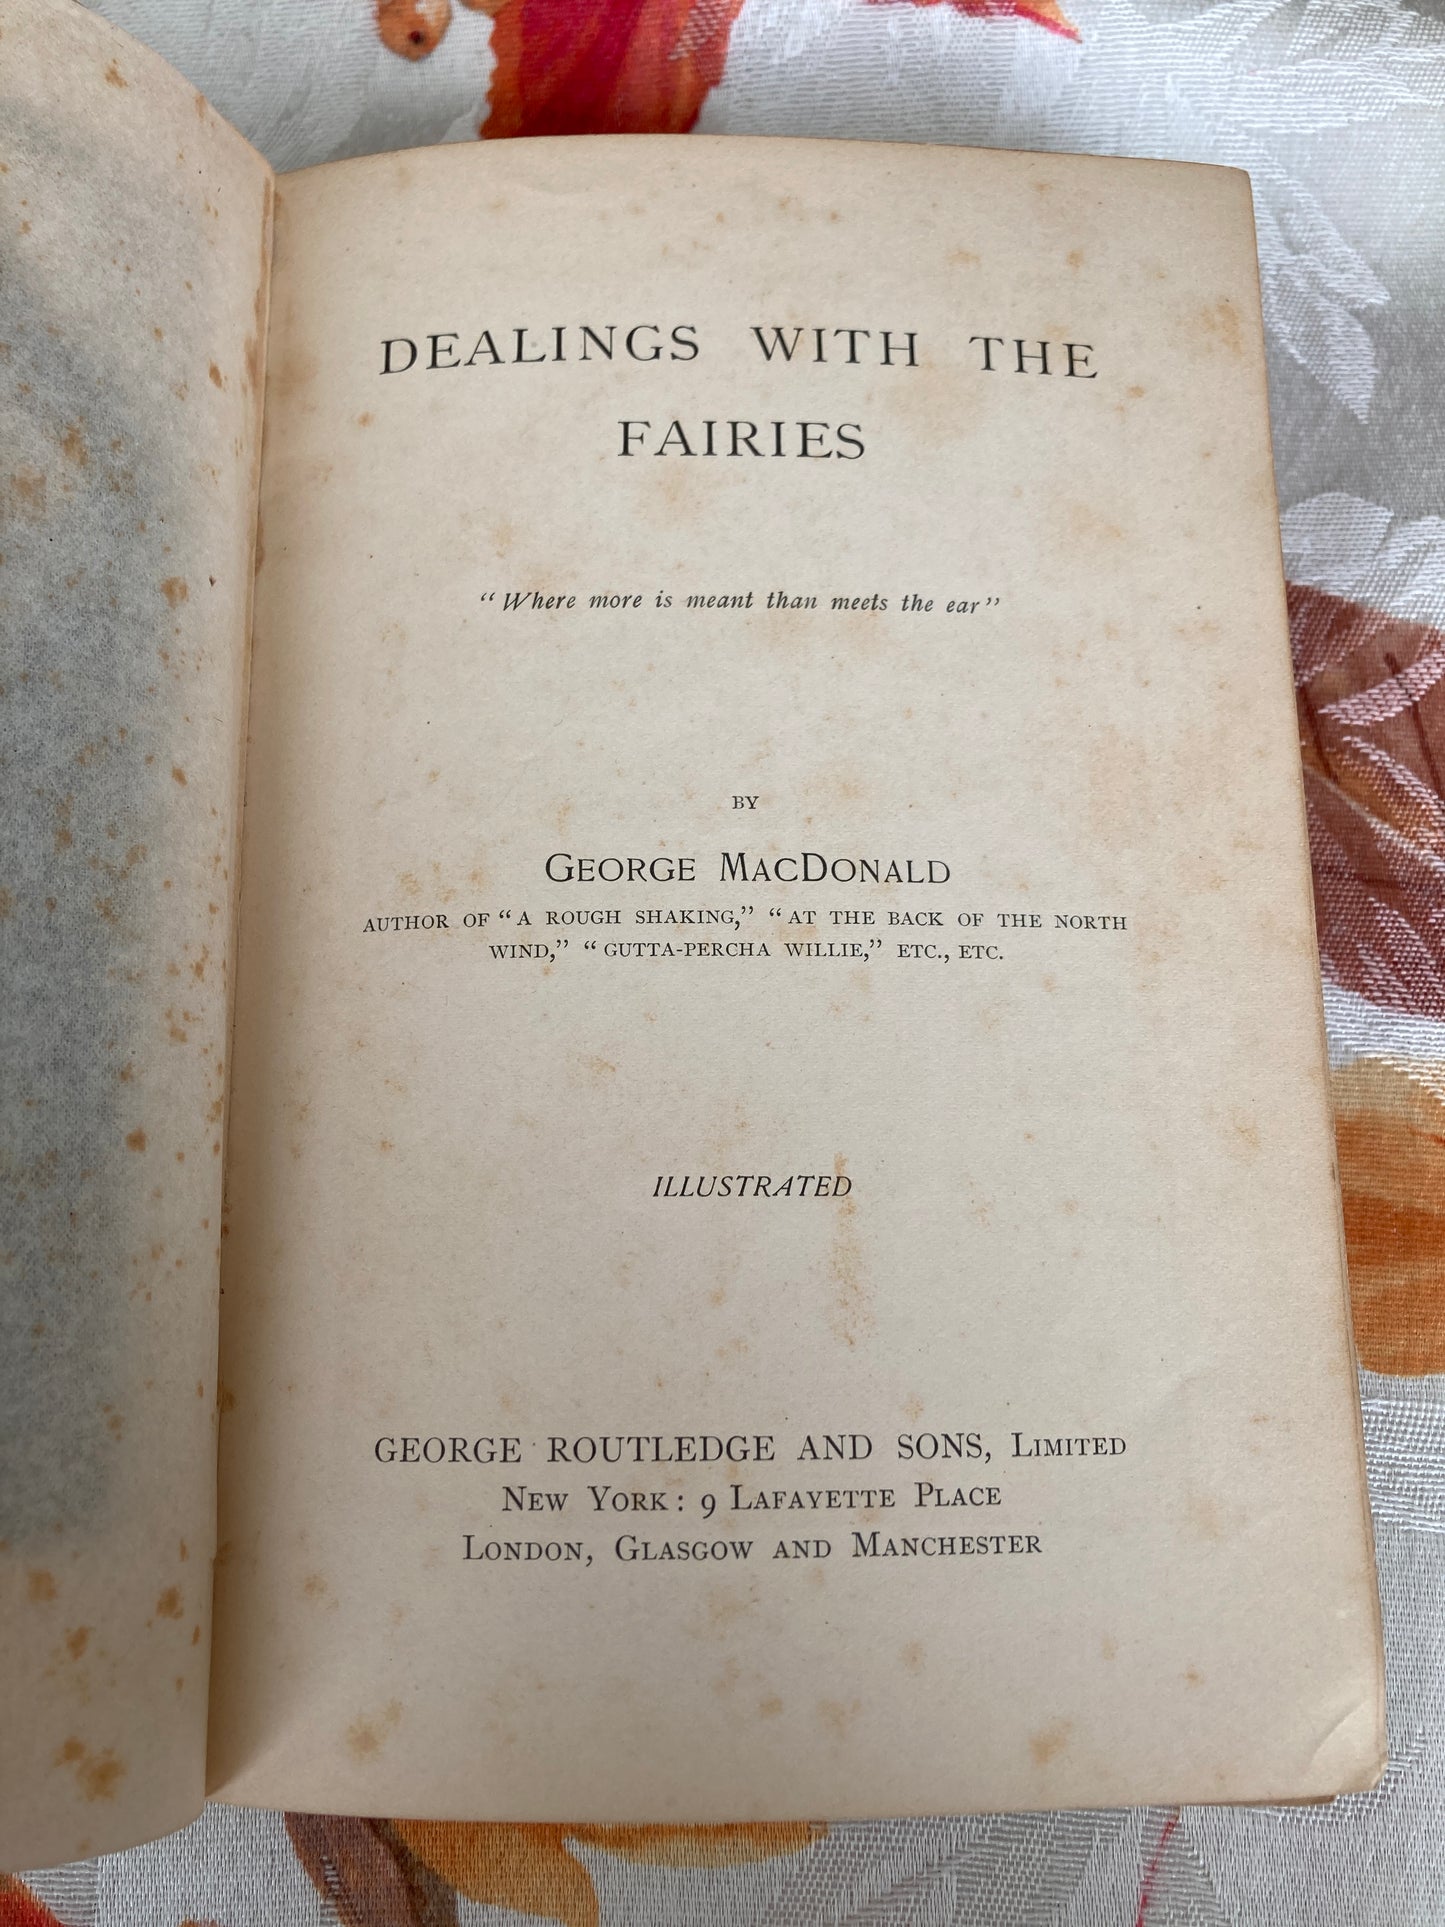 DEALINGS WITH THE
FAIRIES
“Where more is meant than meets the ear”
BY
GEORGE MACDONALD
AUTHOR OF “A ROUGH SHAKING,” “AT THE BACK OF THE NORTH
WIND,” “GUTTA-PERCHA WILLIE,” ETC., ETC.
ILLUSTRATED
GEORGE ROUTLEDGE AND SONS, LIMITED
NEW YORK: 9 LAFAYETTE PLACE
LONDON, GLASGOW AND MANCHESTER